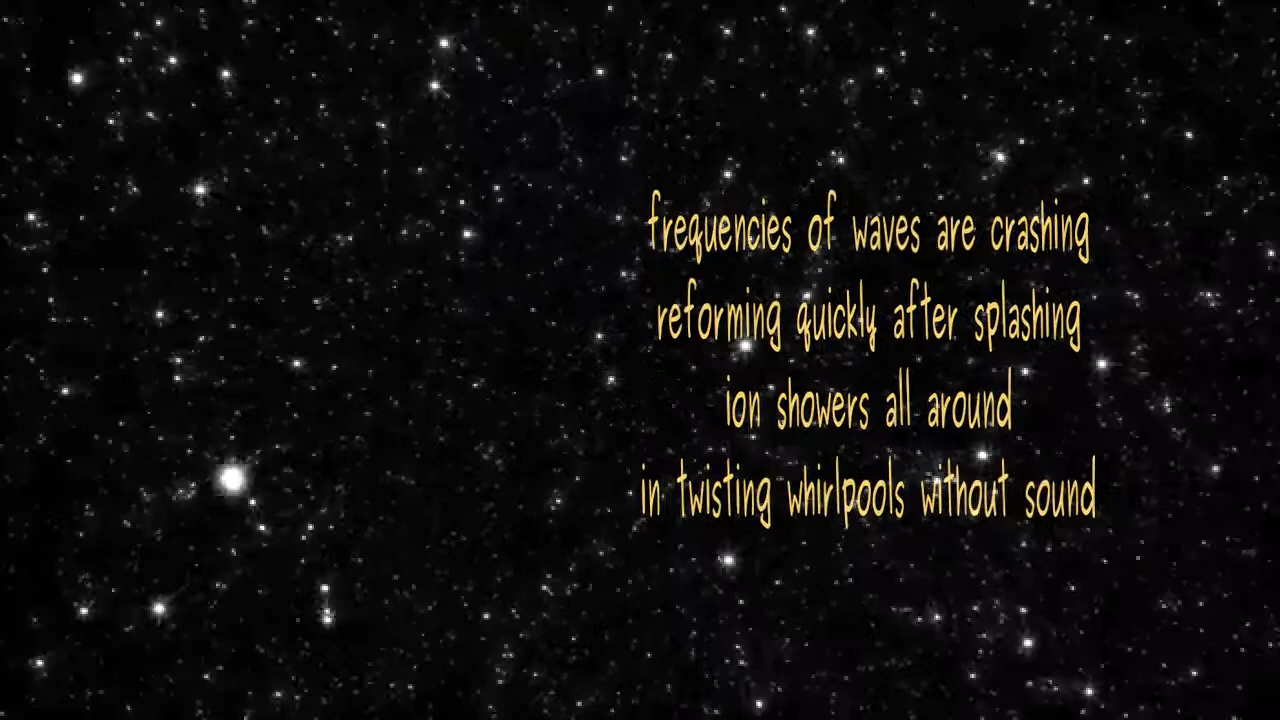 frequencies of waves are crashing
reforming quickly after splashing
ion showers all around
in twisting whirlpools without sound